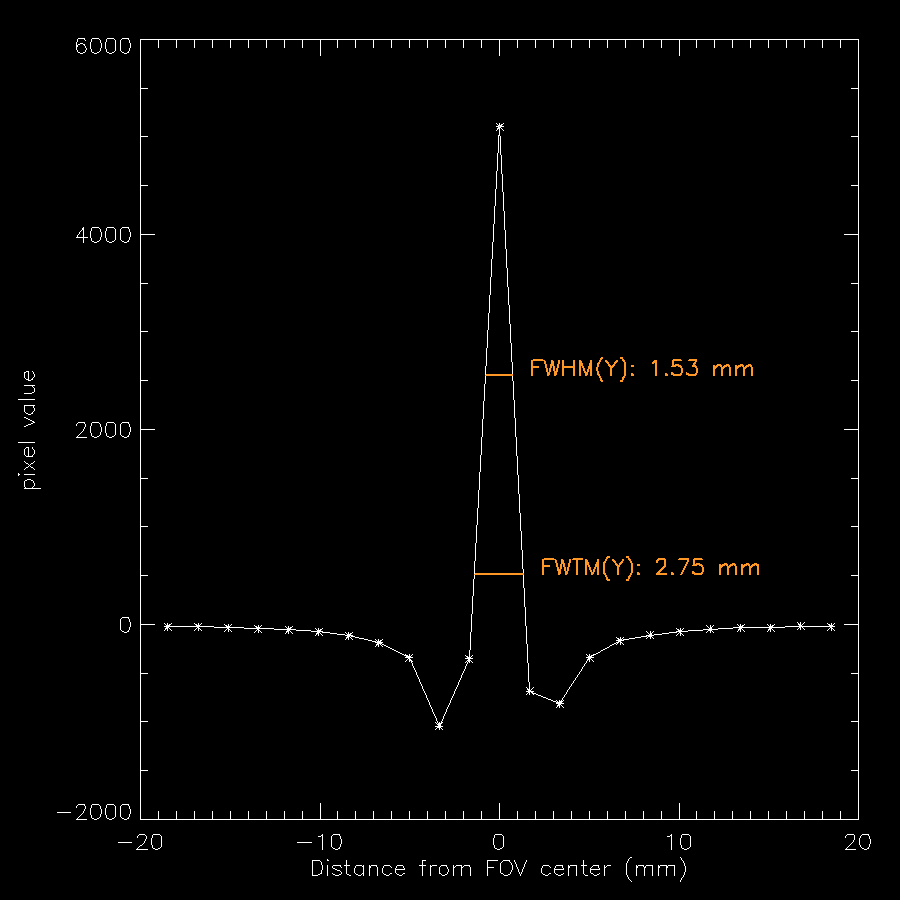 6000
4000
FWHM(Y): 1.53 mm
pixel value
2000
FWTM(Y): 2.75 mm
0
-2000
-20 -10 0 10 20
Distance from FOV center (mm)